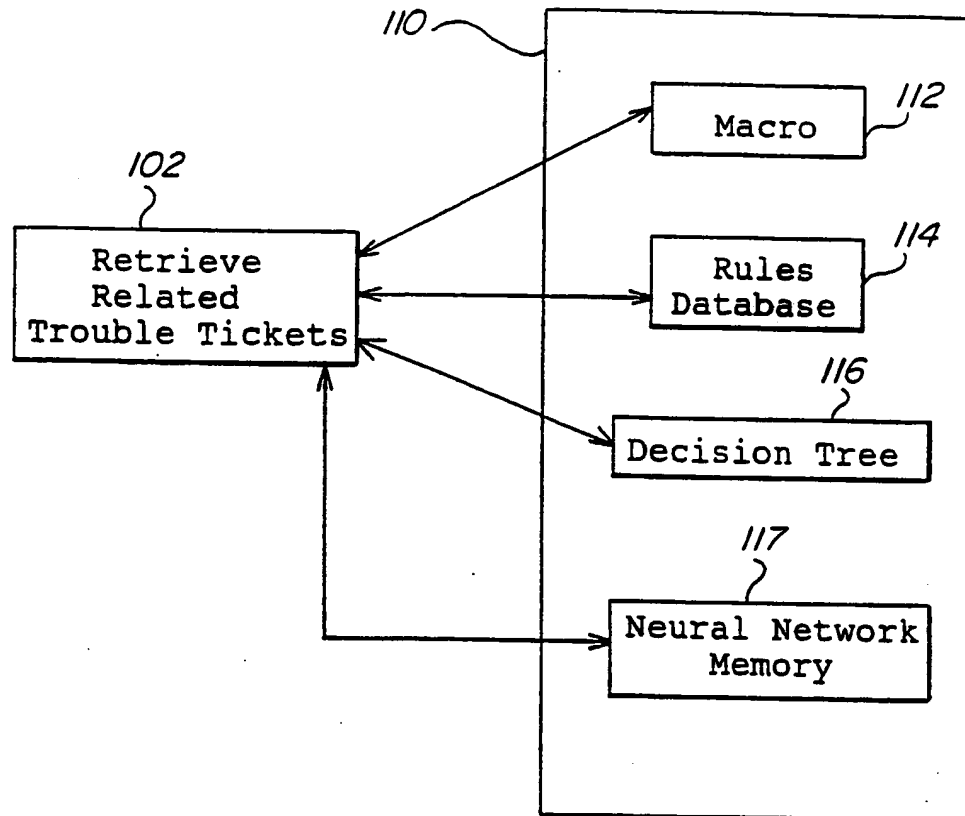 110
112
Macro
102
114
Retrieve
Related
Trouble Tickets
Rules
Database
116
Decision Tree
117
Neural Network
Memory